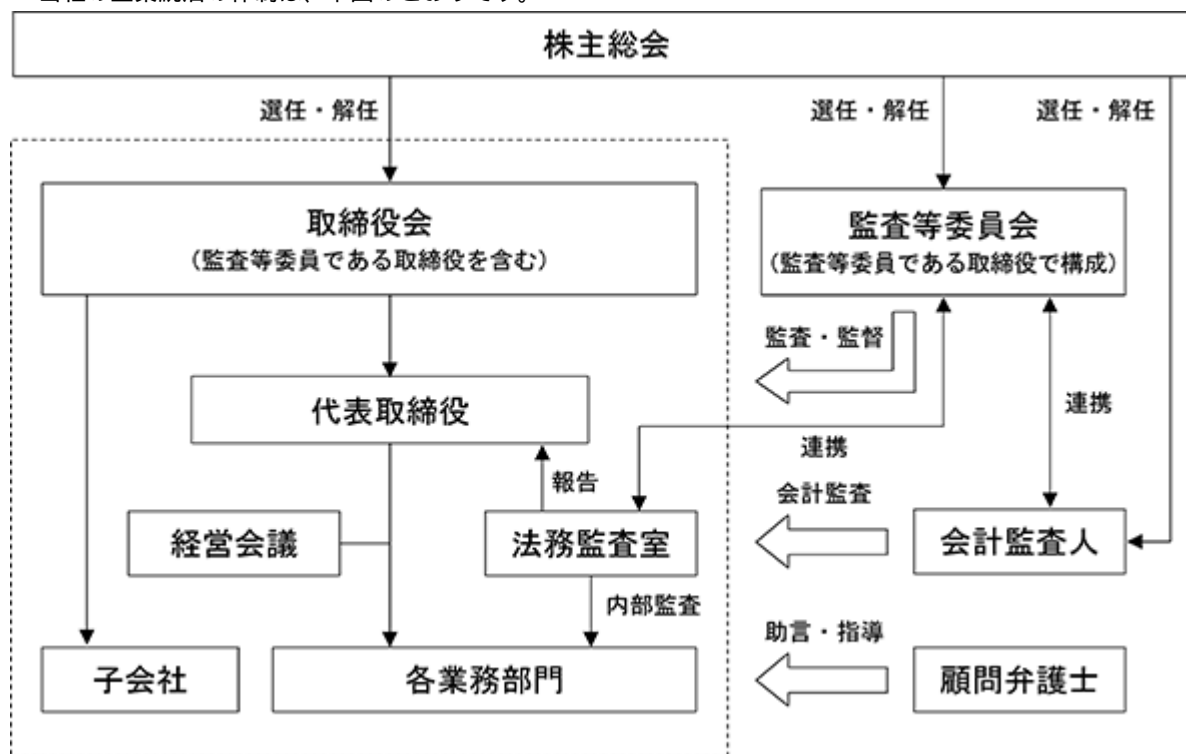 株主総会
選任・解任
選任・解任
選任・解任
取締役会
(監査等委員である取締役を含む)
監査等委員会
(監査等委員である取締役で構成)
監査・監督
代表取締役
連携
連携
報告
会計監査
経営会議
法務監査室
会計監査人
内部監査
助言・指導
子会社
各業務部門
顧問弁護士